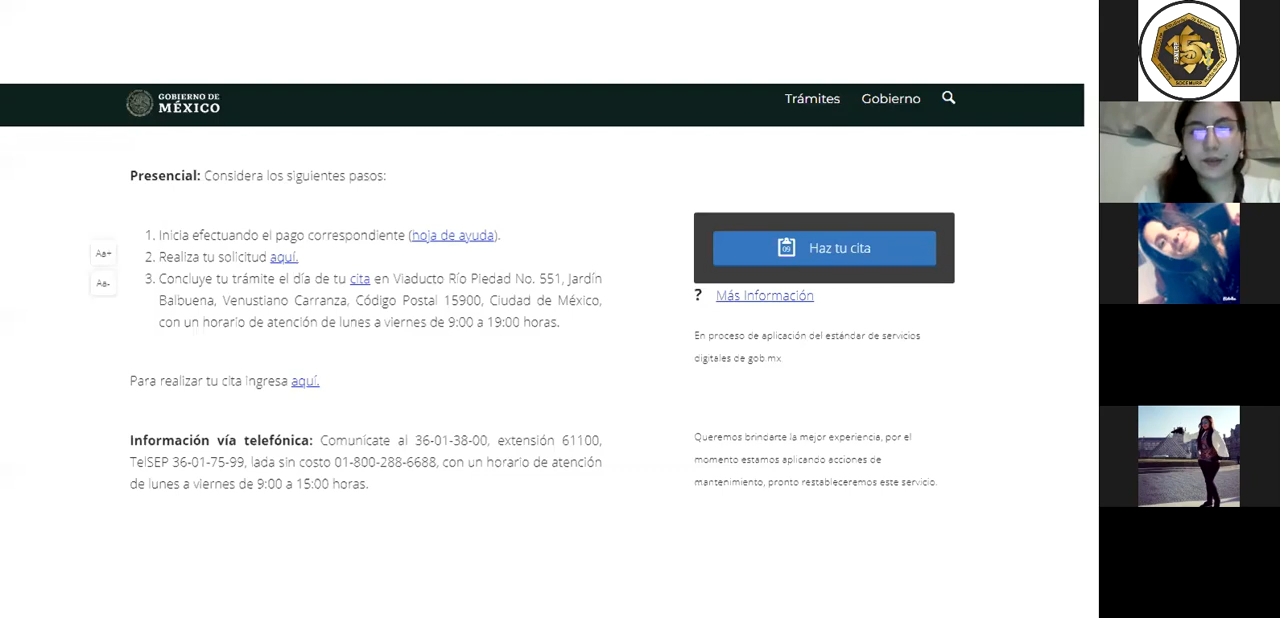 GOBIERNO DE
MÉXICO
Trámites
Gobierno
Presencial: Considera los siguientes pasos:
1. Inicia efectuando el pago correspondiente (hoja de ayuda).
2. Realiza tu solicitud aquí.
3. Concluye tu trámite el día de tu cita en Viaducto Río Piedad No. 551, Jardín
Balbuena, Venustiano Carranza, Código Postal 15900, Ciudad de México,
con un horario de atención de lunes a viernes de 9:00 a 19:00 horas.
Para realizar tu cita ingresa aquí.
Información vía telefónica: Comunícate al 36-01-38-00, extensión 61100,
TelSEP 36-01-75-99, lada sin costo 01-800-288-6688, con un horario de atención
de lunes a viernes de 9:00 a 15:00 horas.
Aa+
Aa-
09
Haz tu cita
? Más Información
En proceso de aplicación del estándar de servicios
digitales de gob.mx
Queremos brindarte la mejor experiencia, por el
momento estamos aplicando acciones de
mantenimiento, pronto restableceremos este servicio.
15
SOCEMURP